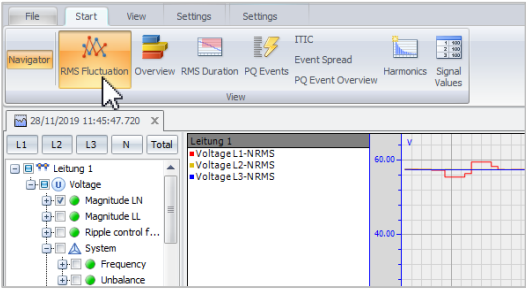 File Start View Settings Settings
Navigator RMS Fluctuation Overview RMS Duration PQ Events ITIC Event Spread PQ Event Overview Harmonics Signal Values
View
28/11/2019 11:45:47.720 X
L1 L2 L3 N Total
Leitung 1
U Voltage
Magnitude LN
Magnitude LL
Ripple control f...
System
Frequency
Unbalance
Leitung 1
Voltage L1-NRMS
Voltage L2-NRMS
Voltage L3-NRMS
V
60.00
40.00